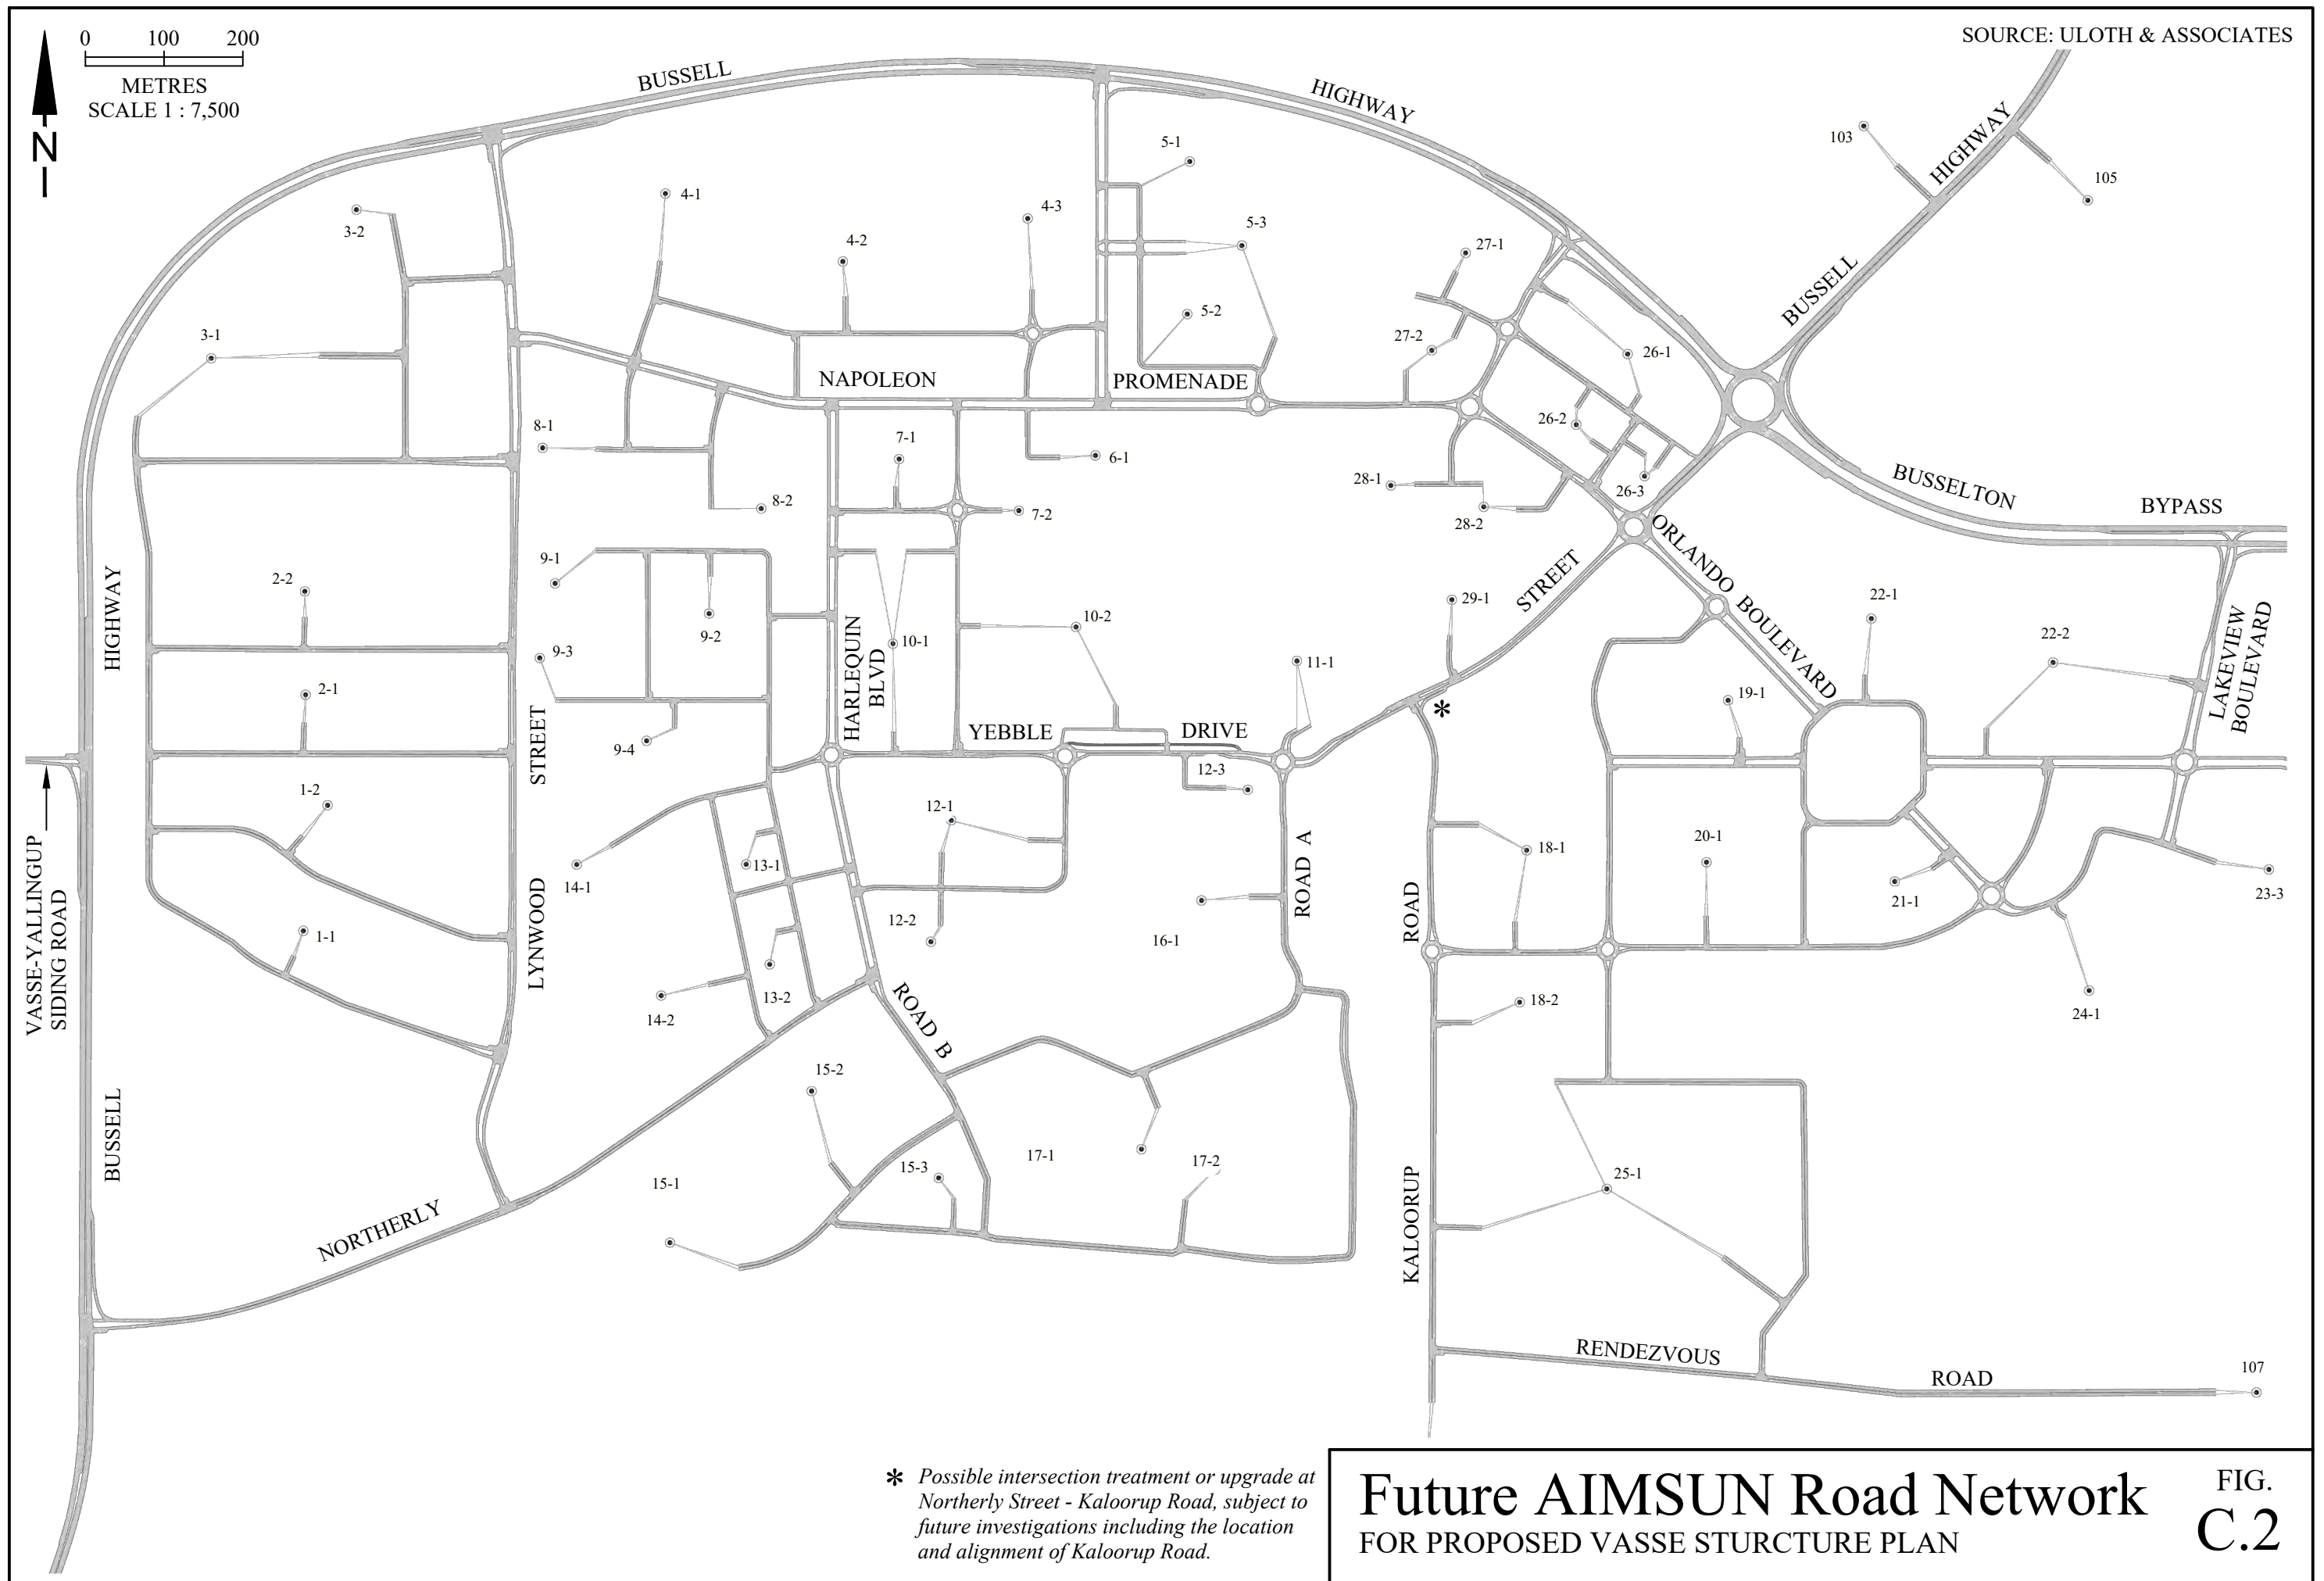 0 100 200
METRES
SCALE 1 : 7,500
N
SOURCE: ULOTH & ASSOCIATES
BUSSELL
HIGHWAY
HIGHWAY
BUSSELL
103
105
5-1
4-1
4-3
3-2
4-2
5-3
27-1
5-2
3-1
27-2
26-1
NAPOLEON
PROMENADE
8-1
7-1
26-2
6-1
28-1
26-3
BUSSELTON
BYPASS
8-2
7-2
28-2
ORLANDO BOULEVARD
9-1
STREET
HIGHWAY
2-2
29-1
22-1
LAKEVIEW
BOULEVARD
9-2
10-1
10-2
22-2
HARLEQUIN
BLVD
9-3
11-1
2-1
19-1
STREET
YEBBLE
DRIVE
9-4
12-3
1-2
12-1
VASSE-YALLINGUP
SIDING ROAD
ROAD A
20-1
18-1
13-1
14-1
LYNWOOD
ROAD
21-1
23-3
12-2
1-1
16-1
13-2
18-2
14-2
24-1
ROAD B
15-2
BUSSELL
17-1
17-2
15-3
25-1
15-1
KALOORUP
NORTHERLY
RENDEZVOUS
ROAD
107
* Possible intersection treatment or upgrade at
Northerly Street - Kaloorup Road, subject to
future investigations including the location
and alignment of Kaloorup Road.
*
Future AIMSUN Road Network
FOR PROPOSED VASSE STURCTURE PLAN
FIG.
C.2